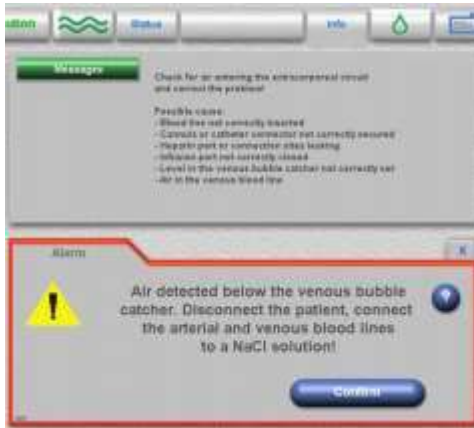 Status
Info
Messages
Check for air entering the extracorporeal circuit
and correct the problem!
Possible cause:
- Blood line not correctly inserted
- Cannula or catheter connector not correctly secured
- Heparin port or connection sites leaking
- Infusion port not correctly closed
- Level in the venous bubble catcher not correctly set
- Air in the venous blood line
Alarm
X
Air detected below the venous bubble
catcher. Disconnect the patient, connect
the arterial and venous blood lines
to a NaCl solution!
?
Confirm